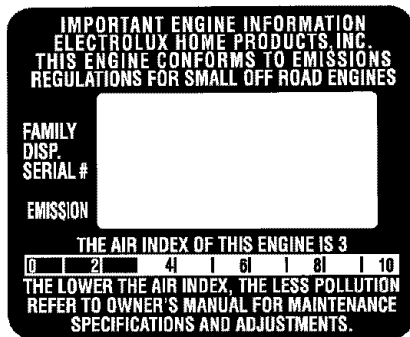 IMPORTANT ENGINE INFORMATION
ELECTROLUX HOME PRODUCTS, INC.
THIS ENGINE CONFORMS TO EMISSIONS
REGULATIONS FOR SMALL OFF ROAD ENGINES
FAMILY
DISP.
SERIAL #
EMISSION
THE AIR INDEX OF THIS ENGINE IS 3
0 2 4 6 8 10
THE LOWER THE AIR INDEX, THE LESS POLLUTION
REFER TO OWNER'S MANUAL FOR MAINTENANCE
SPECIFICATIONS AND ADJUSTMENTS.